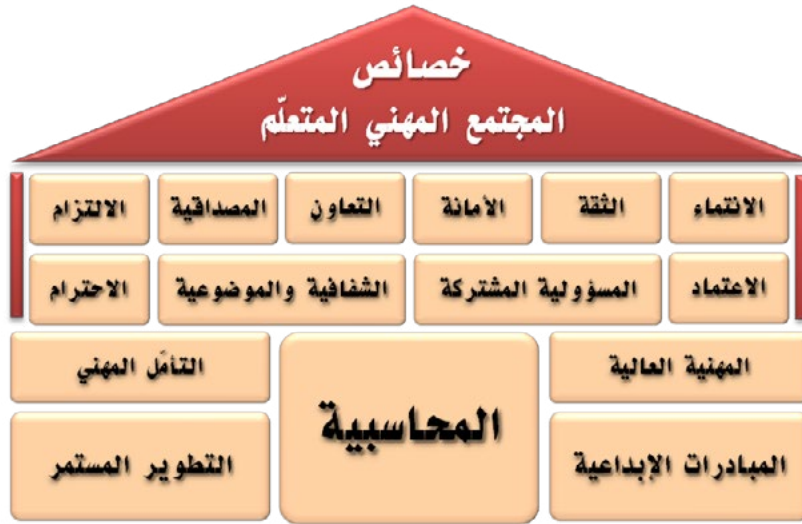 خصائص
المجتمع المهني المتعلّم
الانتماء
الثقة
الأمانة
التعاون
المصداقية
الالتزام
الاعتماد
المسؤولية المشتركة
الشفافية والموضوعية
الاحترام
المهنية العالية
المحاسبية
التأمّل المهني
المبادرات الإبداعية
التطوير المستمر